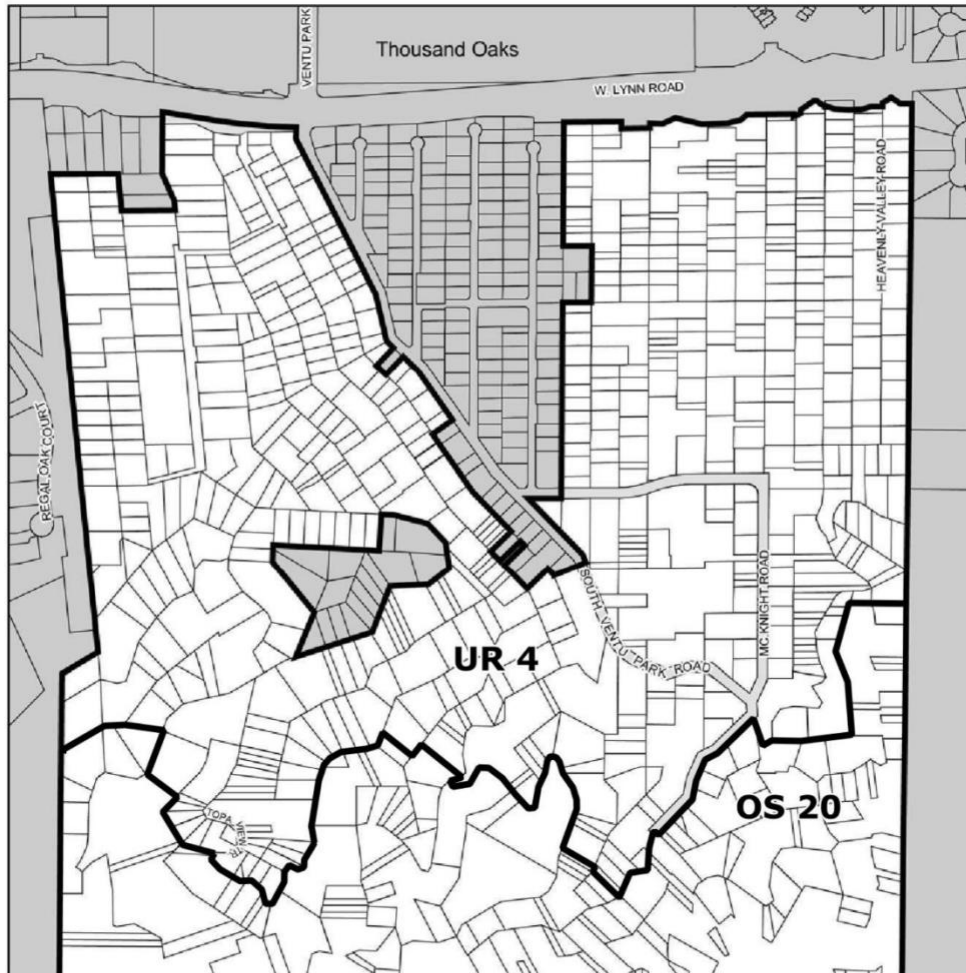 VENTU PARK
Thousand Oaks
W. LYNN ROAD
HEAVENLY VALLEY ROAD
REGAL OAK COURT
SOUTH VENTU PARK ROAD
MC KNIGHT ROAD
UR 4
OS 20
TOPA VIEW TR